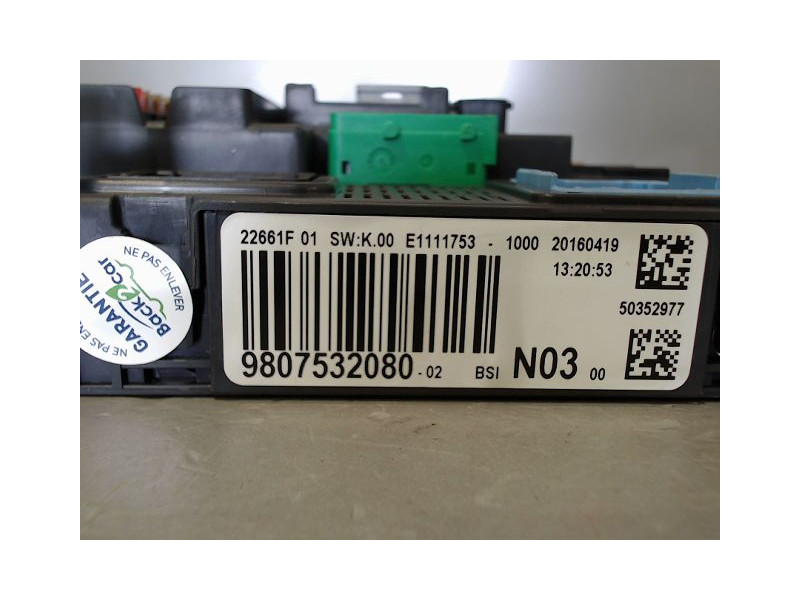 22661F 01 SW:K.00 E1111753 - 1000 20160419
13:20:53
50352977
9807532080 - 02 BSI N03 00
NE PAS ENLEVER
Back2car
GARANTIE
NE PAS EN